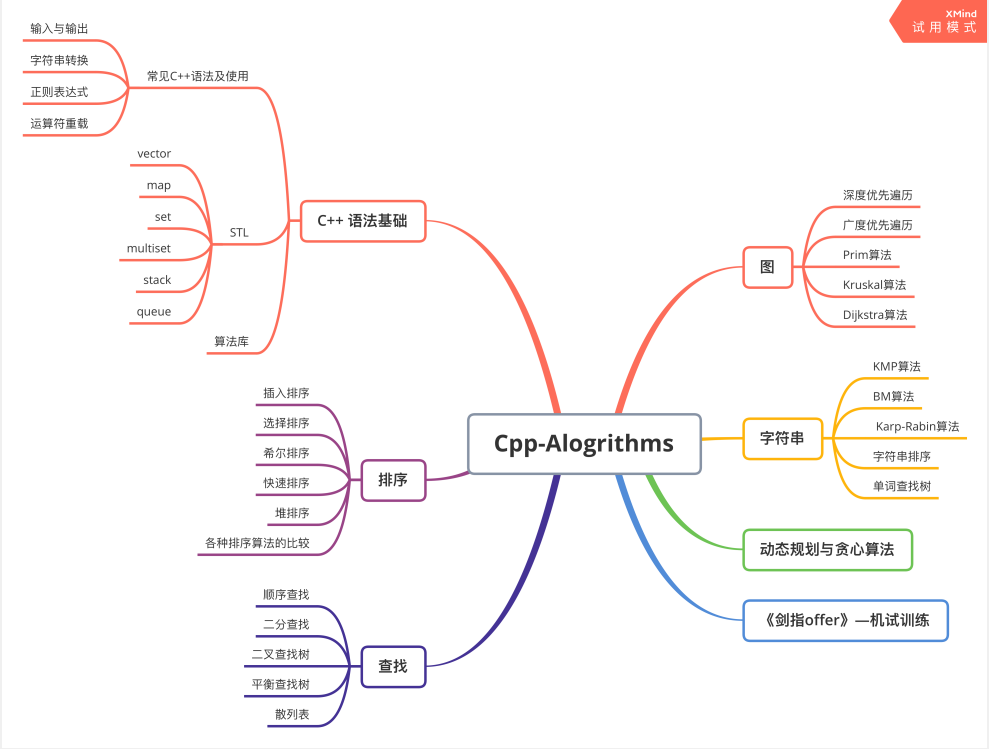 XMind
试用模式
Cpp-Alogrithms
C++ 语法基础
常见C++语法及使用
输入与输出
字符串转换
正则表达式
运算符重载
STL
vector
map
set
multiset
stack
queue
算法库
排序
插入排序
选择排序
希尔排序
快速排序
堆排序
各种排序算法的比较
查找
顺序查找
二分查找
二叉查找树
平衡查找树
散列表
图
深度优先遍历
广度优先遍历
Prim算法
Kruskal算法
Dijkstra算法
字符串
KMP算法
BM算法
Karp-Rabin算法
字符串排序
单词查找树
动态规划与贪心算法
《剑指offer》—机试训练